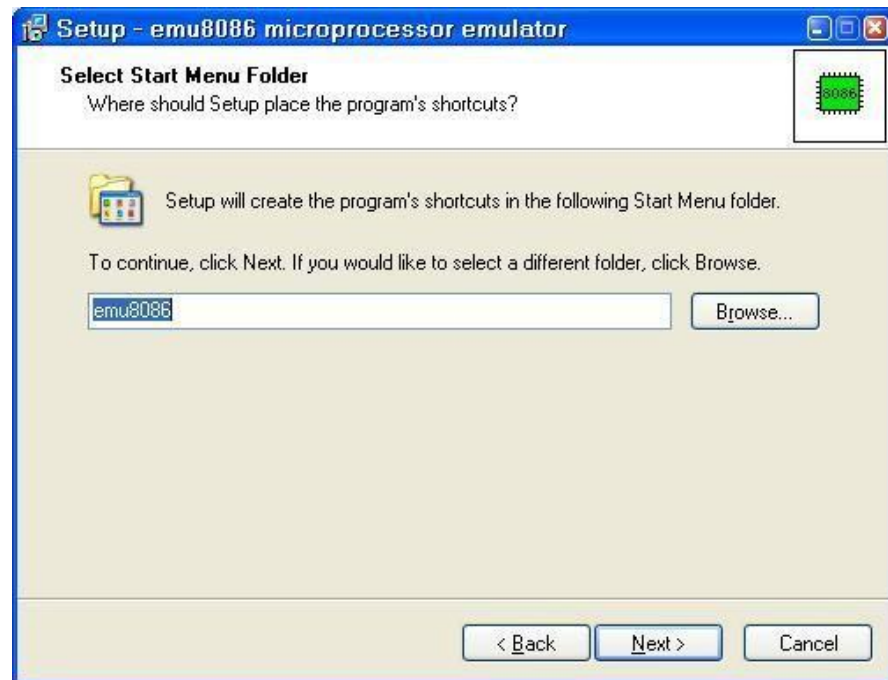 Setup - emu8086 microprocessor emulator
Select Start Menu Folder
Where should Setup place the program's shortcuts?
8086
Setup will create the program's shortcuts in the following Start Menu folder.
To continue, click Next. If you would like to select a different folder, click Browse.
emu8086
Browse...
< Back
Next >
Cancel